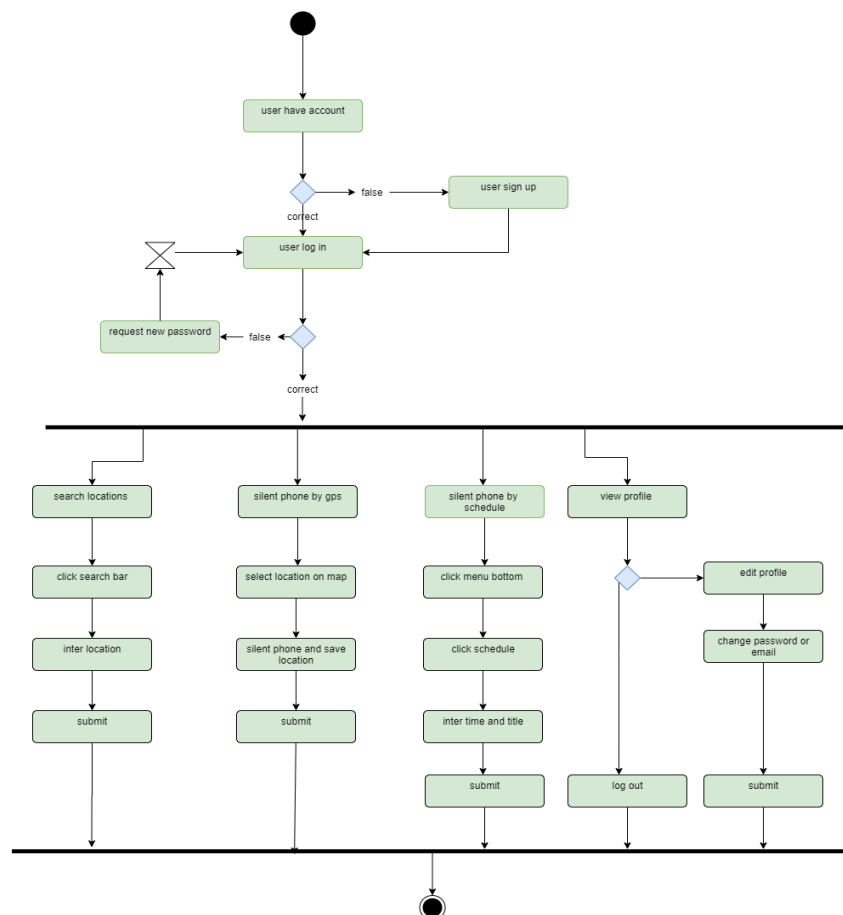 user have account
false
user sign up
correct
user log in
request new password
false
correct
search locations
silent phone by gps
silent phone by
schedule
view profile
click search bar
select location on map
click menu bottom
edit profile
inter location
silent phone and save
location
click schedule
change password or
email
submit
submit
inter time and title
submit
log out
submit